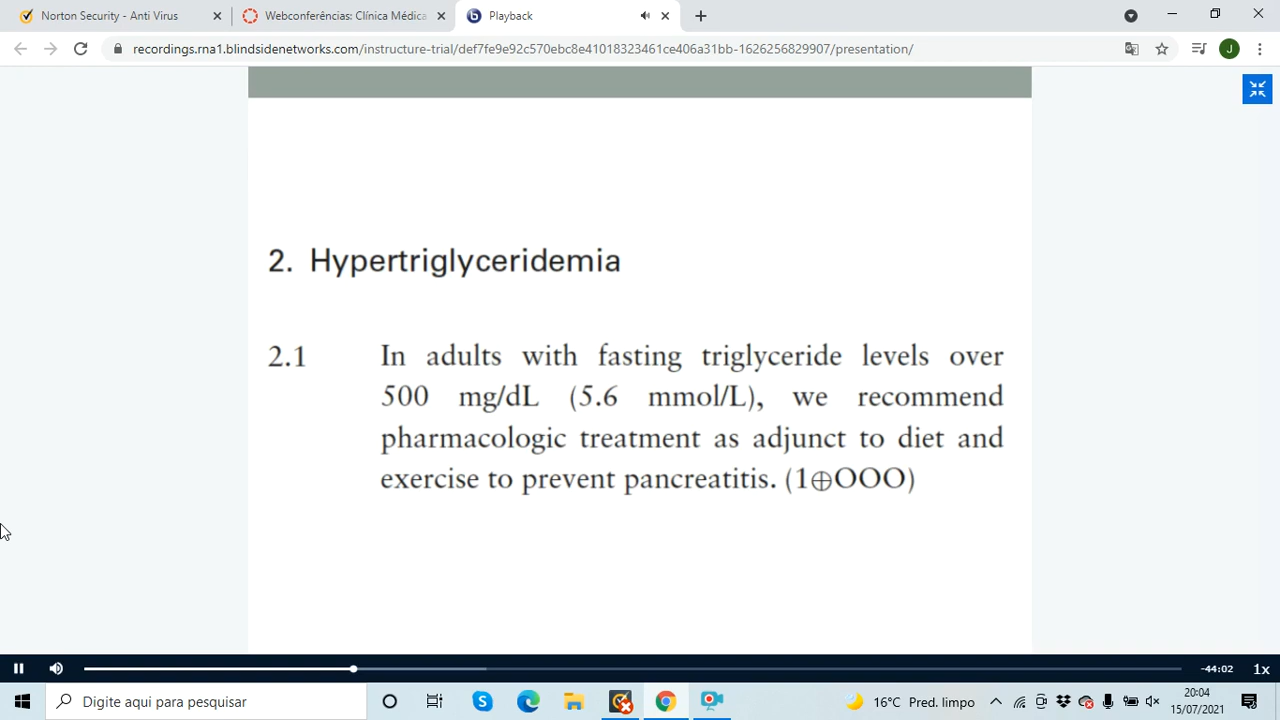 Norton Security - Anti Virus
Webconferências: Clínica Médica
Playback
recordings.rna1.blindsidenetworks.com/instructure-trial/def7fe9e92c570ebc8e41018323461ce406a31bb-1626256829907/presentation/
J
2. Hypertriglyceridemia
2.1 In adults with fasting triglyceride levels over
500 mg/dL (5.6 mmol/L), we recommend
pharmacologic treatment as adjunct to diet and
exercise to prevent pancreatitis. (1⊕OOO)
-44:02 1x
Digite aqui para pesquisar
16°C Pred. limpo
20:04
15/07/2021